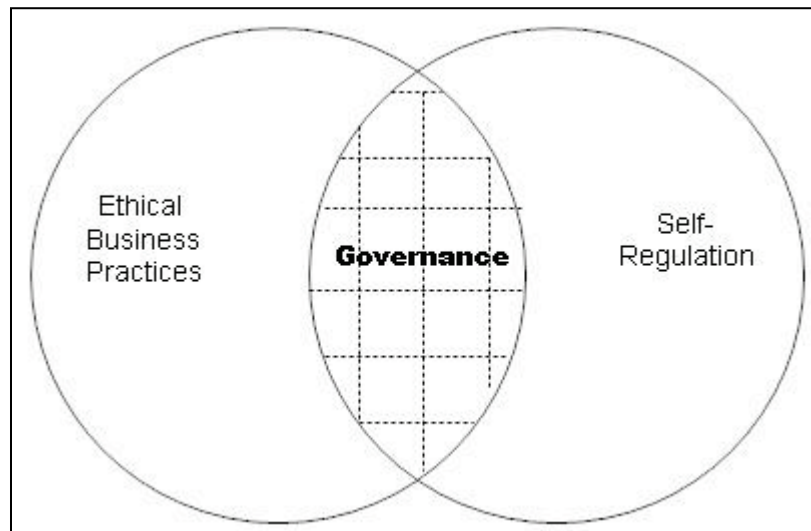 Ethical
Business
Practices
Governance
Self-
Regulation